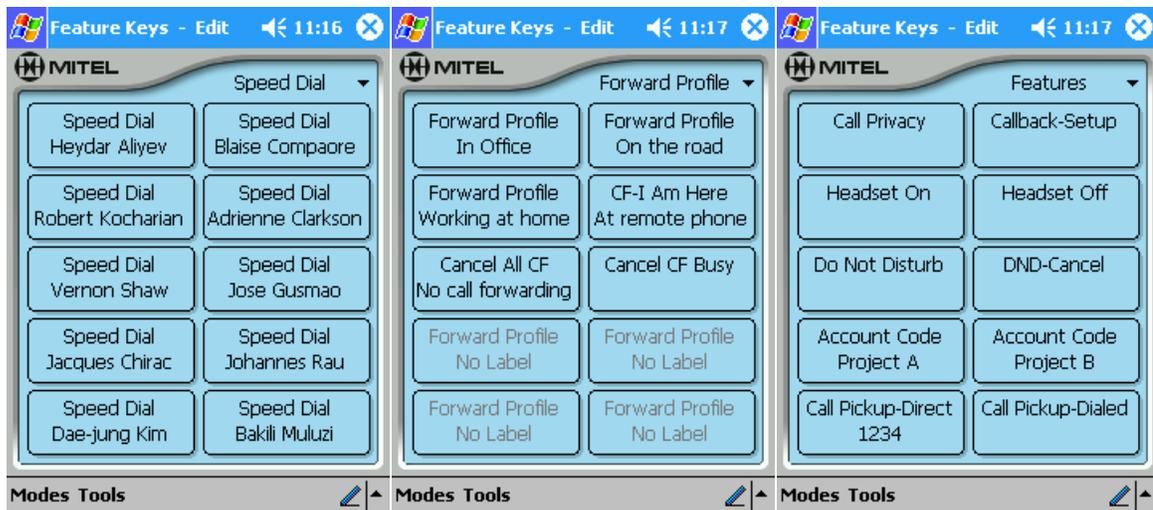 Feature Keys - Edit 11:16
MITEL
Speed Dial
Speed Dial
Heydar Aliyev
Speed Dial
Blaise Compaore
Speed Dial
Robert Kocharian
Speed Dial
Adrienne Clarkson
Speed Dial
Vernon Shaw
Speed Dial
Jose Gusmao
Speed Dial
Jacques Chirac
Speed Dial
Johannes Rau
Speed Dial
Dae-jung Kim
Speed Dial
Bakili Muluzi
Modes Tools
Feature Keys - Edit 11:17
MITEL
Forward Profile
Forward Profile
In Office
Forward Profile
On the road
Forward Profile
Working at home
CF-I Am Here
At remote phone
Cancel All CF
No call forwarding
Cancel CF Busy
Forward Profile
No Label
Forward Profile
No Label
Forward Profile
No Label
Forward Profile
No Label
Modes Tools
Feature Keys - Edit 11:17
MITEL
Features
Call Privacy
Callback-Setup
Headset On
Headset Off
Do Not Disturb
DND-Cancel
Account Code
Project A
Account Code
Project B
Call Pickup-Direct
1234
Call Pickup-Dialed
Modes Tools